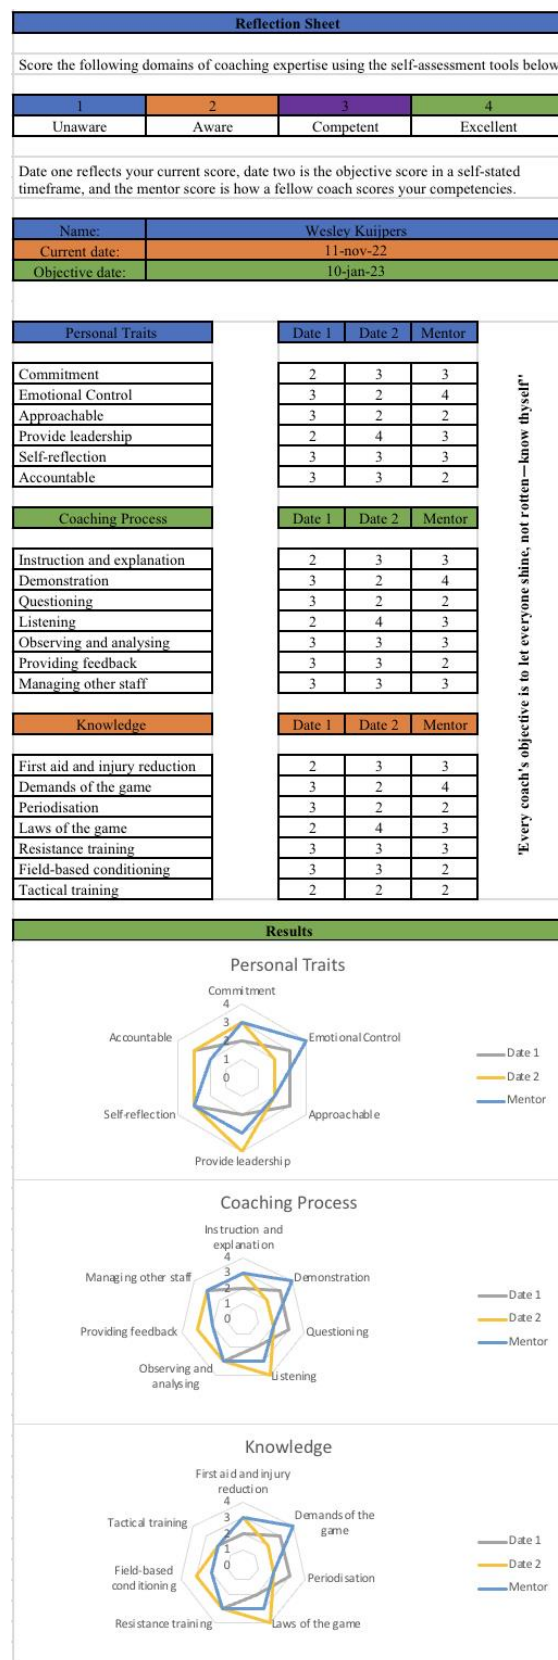 Reflection Sheet
Score the following domains of coaching expertise using the self-assessment tools below
1 2 3 4
Unaware Aware Competent Excellent
Date one reflects your current score, date two is the objective score in a self-stated
timeframe, and the mentor score is how a fellow coach scores your competencies.
Name: Wesley Kuijpers
Current date: 11-nov-22
Objective date: 10-jan-23
Personal Traits Date 1 Date 2 Mentor
Commitment 2 3 3
Emotional Control 3 2 4
Approachable 3 2 2
Provide leadership 2 4 3
Self-reflection 3 3 3
Accountable 3 3 2
Coaching Process Date 1 Date 2 Mentor
Instruction and explanation 2 3 3
Demonstration 3 2 4
Questioning 3 2 2
Listening 2 4 3
Observing and analysing 3 3 3
Providing feedback 3 3 2
Managing other staff 3 3 3
Knowledge Date 1 Date 2 Mentor
First aid and injury reduction 2 3 3
Demands of the game 3 2 4
Periodisation 3 2 2
Laws of the game 2 4 3
Resistance training 3 3 3
Field-based conditioning 3 3 2
Tactical training 2 2 2
'Every coach's objective is to let everyone shine, not rotten—know thyself"
Results
Personal Traits
Commitment
4
3
2
1
0
Emotional Control
Approachable
Provide leadership
Self-reflection
Accountable
Date 1
Date 2
Mentor
Coaching Process
Instruction and
explanation
4
3
2
1
0
Demonstration
Questioning
Listening
Observing and
analysing
Providing feedback
Managing other staff
Date 1
Date 2
Mentor
Knowledge
First aid and injury
reduction
4
3
2
1
0
Demands of the
game
Periodisation
Laws of the game
Resistance training
Field-based
conditioning
Tactical training
Date 1
Date 2
Mentor